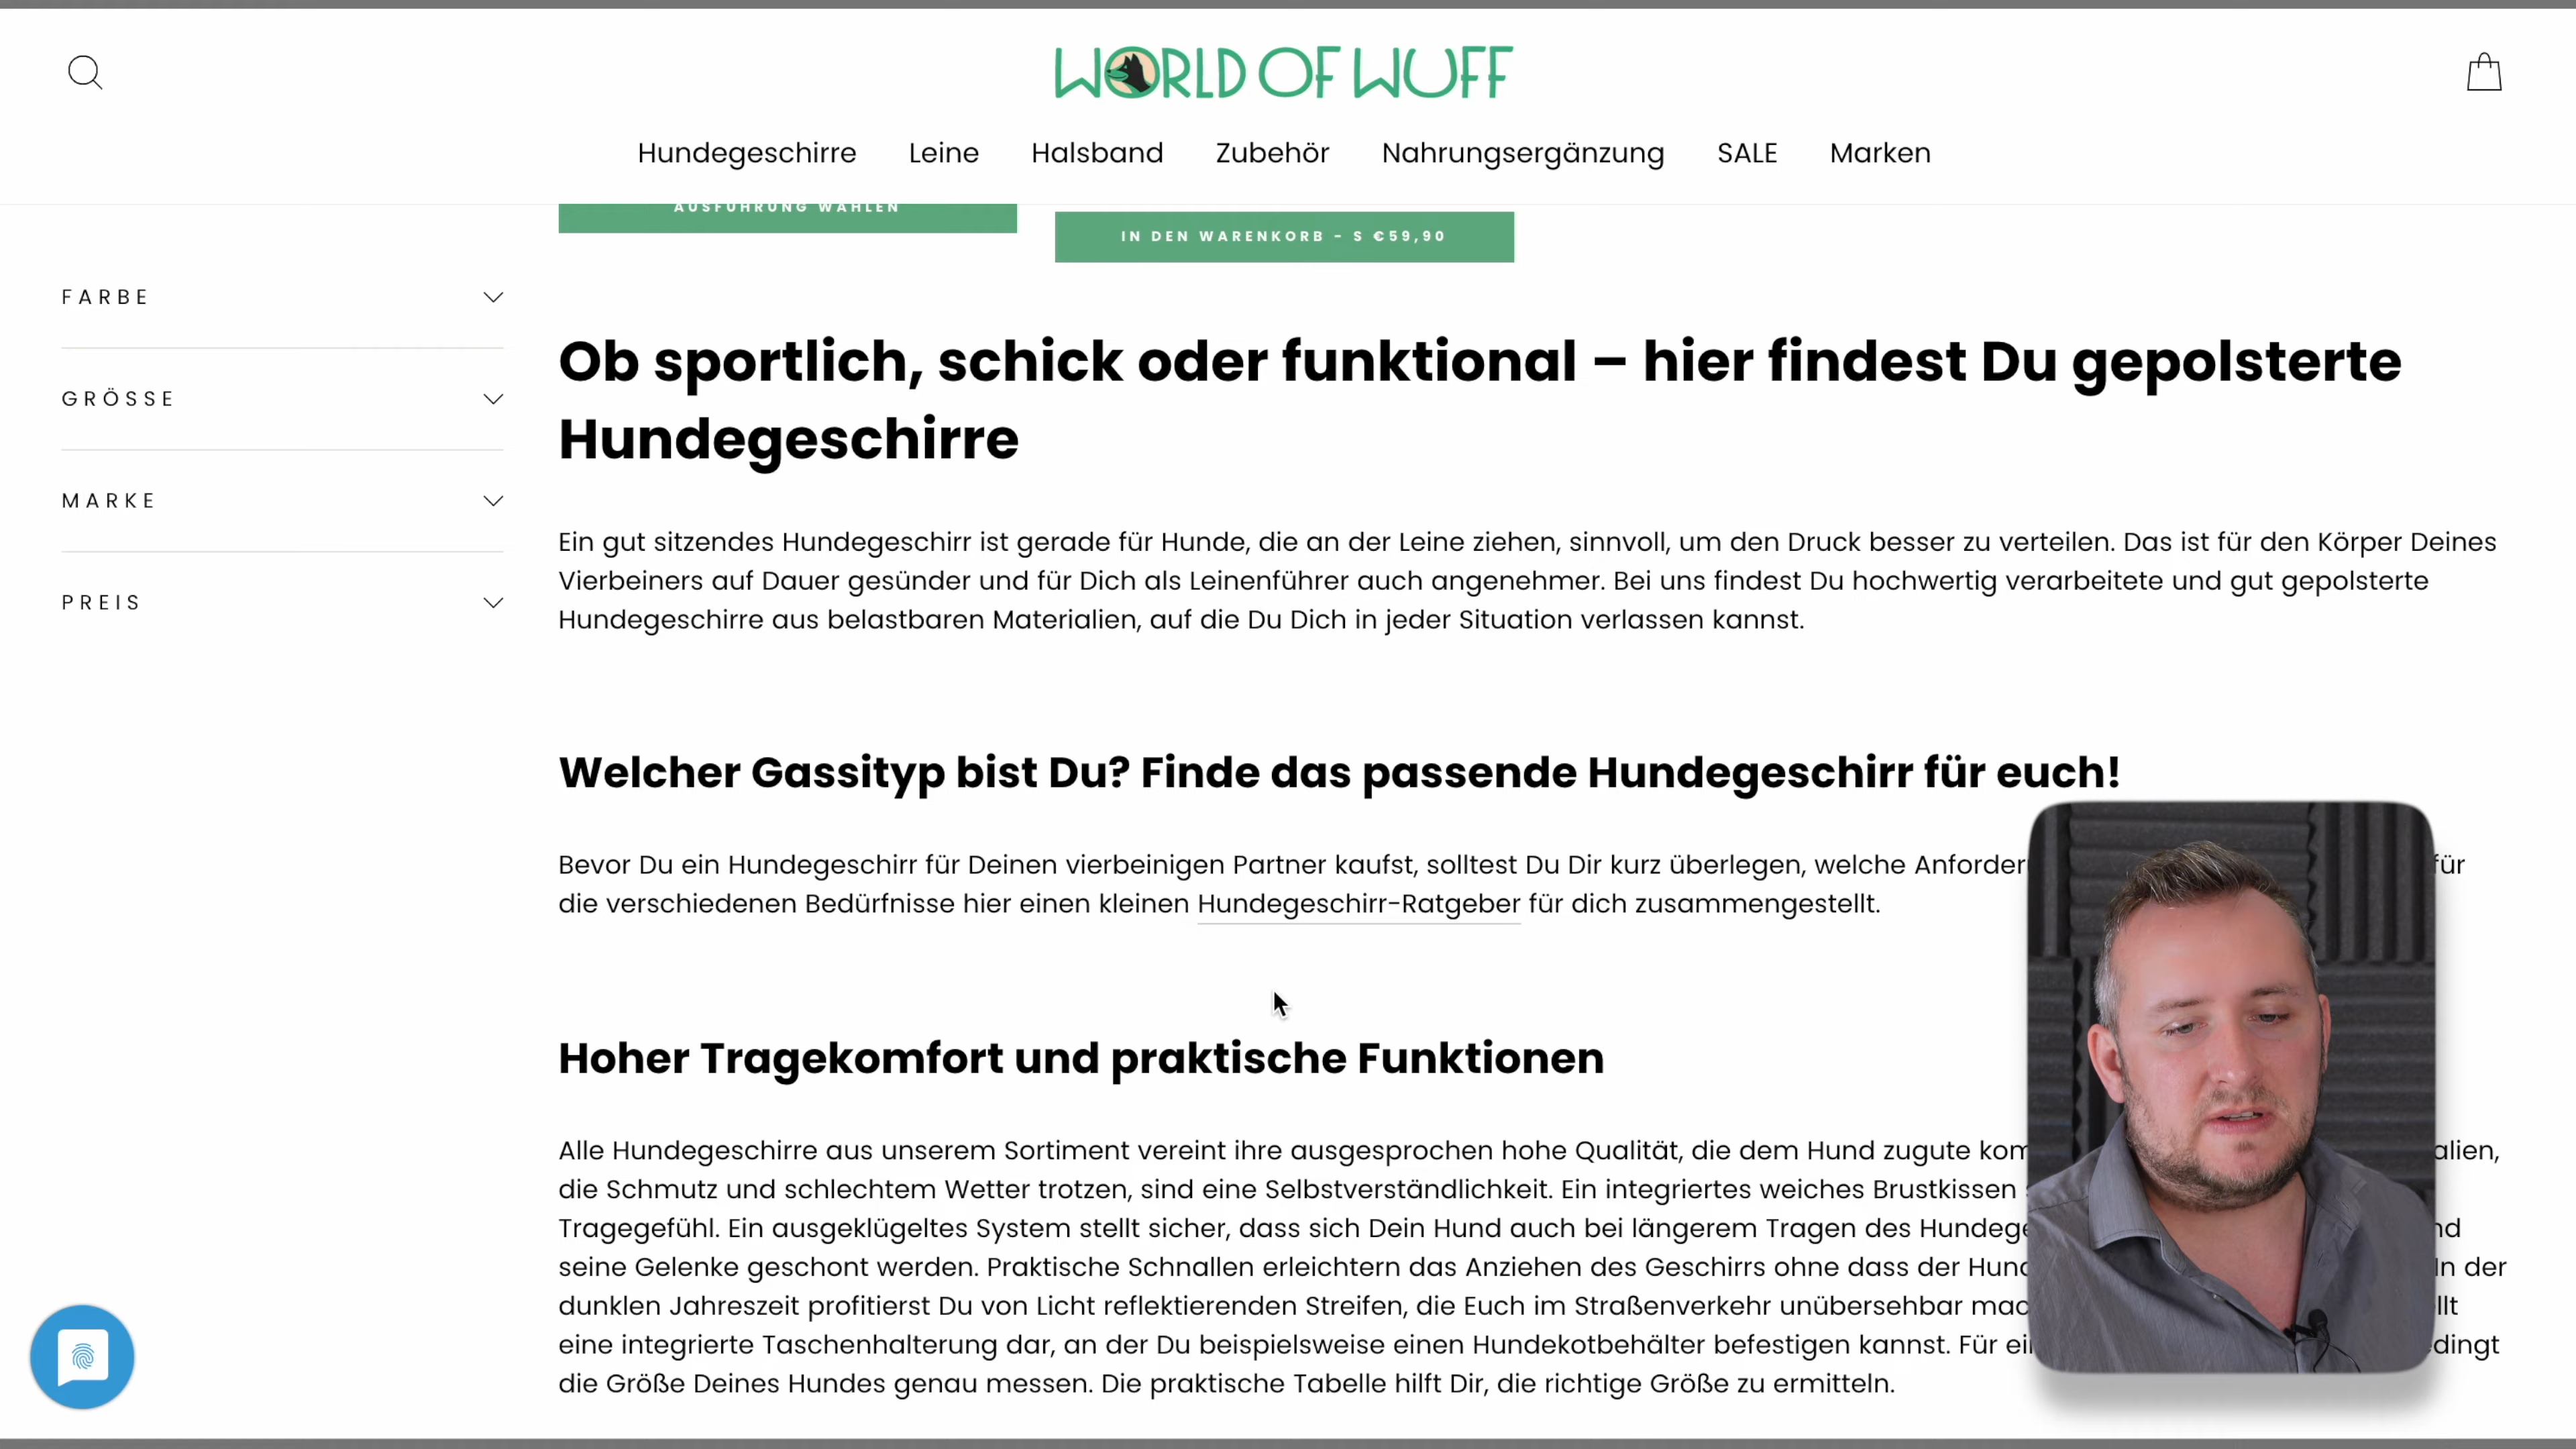 WORLD OF WUFF
Hundegeschirre Leine Halsband Zubehör Nahrungsergänzung SALE Marken
AUSFÜHRUNG WÄHLEN
IN DEN WARENKORB - S €59,90
FARBE
GRÖSSE
MARKE
PREIS
Ob sportlich, schick oder funktional – hier findest Du gepolsterte
Hundegeschirre
Ein gut sitzendes Hundegeschirr ist gerade für Hunde, die an der Leine ziehen, sinnvoll, um den Druck besser zu verteilen. Das ist für den Körper Deines
Vierbeiners auf Dauer gesünder und für Dich als Leinenführer auch angenehmer. Bei uns findest Du hochwertig verarbeitete und gut gepolsterte
Hundegeschirre aus belastbaren Materialien, auf die Du Dich in jeder Situation verlassen kannst.
Welcher Gassityp bist Du? Finde das passende Hundegeschirr für euch!
Bevor Du ein Hundegeschirr für Deinen vierbeinigen Partner kaufst, solltest Du Dir kurz überlegen, welche für
die verschiedenen Bedürfnisse hier einen kleinen Hundegeschirr-Ratgeber für dich zusammengestellt.
Hoher Tragekomfort und praktische Funktionen
Alle Hundegeschirre aus unserem Sortiment vereint ihre ausgesprochen hohe Qualität, die dem Hund zugute
die Schmutz und schlechtem Wetter trotzen, sind eine Selbstverständlichkeit. Ein integriertes weiches Brustkissen
Tragegefühl. Ein ausgeklügeltes System stellt sicher, dass sich Dein Hund auch bei längerem Tragen des
seine Gelenke geschont werden. Praktische Schnallen erleichtern das Anziehen des Geschirrs ohne dass der In der
dunklen Jahreszeit profitierst Du von Licht reflektierenden Streifen, die Euch im Straßenverkehr unübersehbar
eine integrierte Taschenhalterung dar, an der Du beispielsweise einen Hundekotbehälter befestigen kannst. Für
die Größe Deines Hundes genau messen. Die praktische Tabelle hilft Dir, die richtige Größe zu ermitteln.